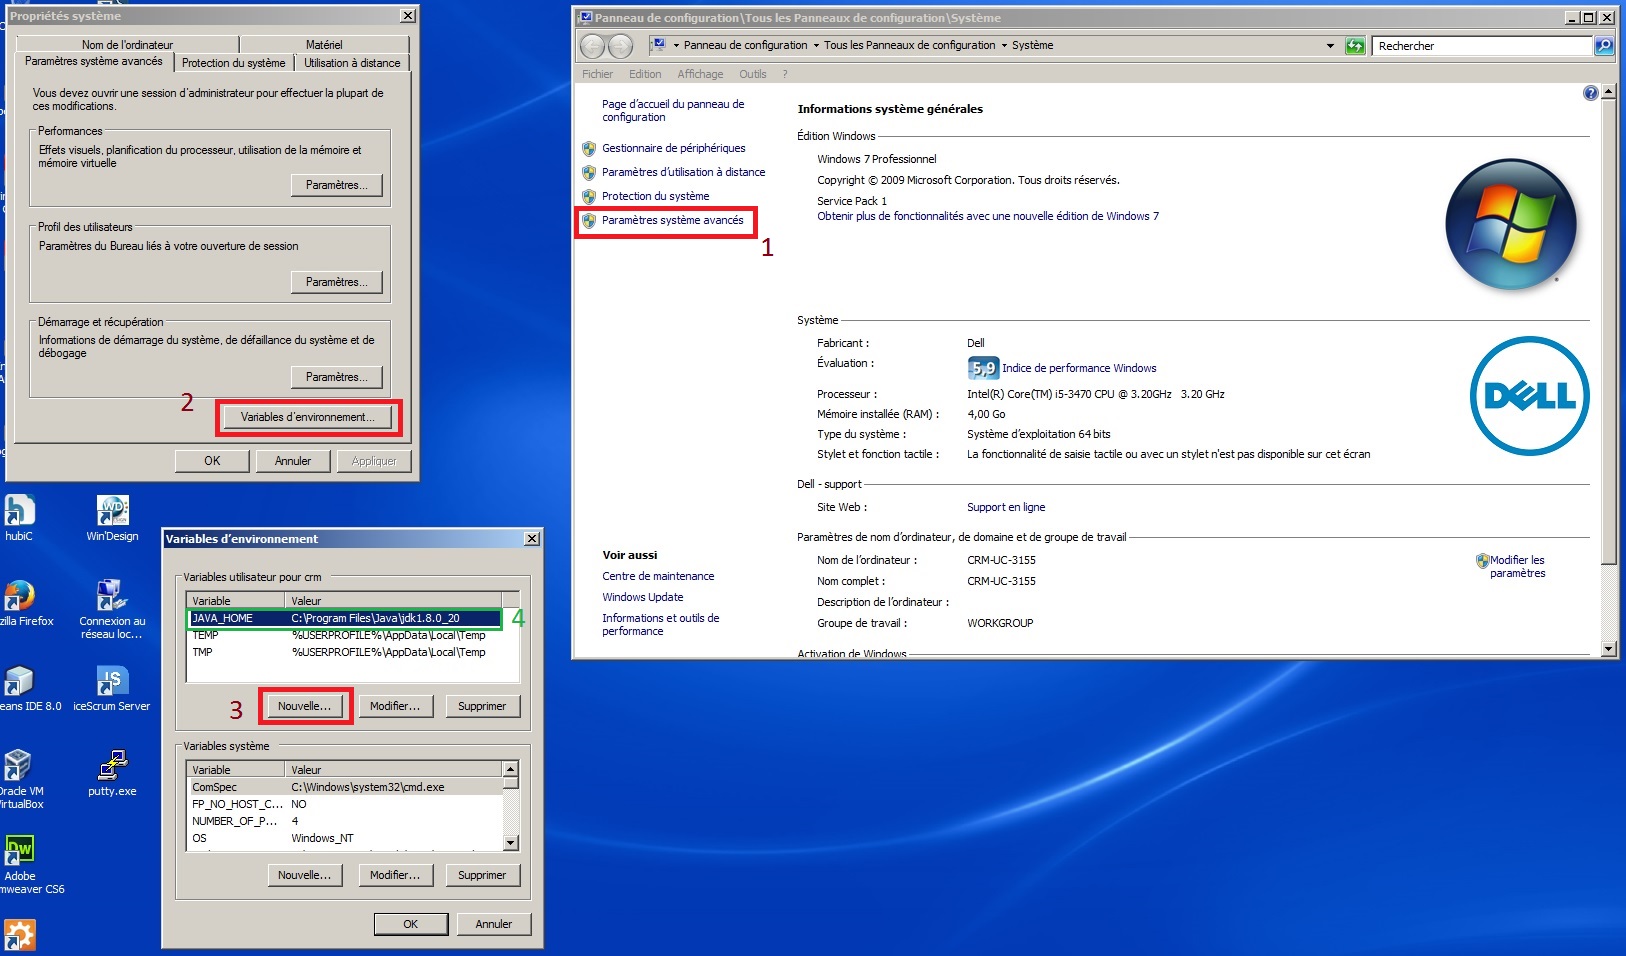 Propriétés système
Nom de l'ordinateur
Matériel
Paramètres système avancés
Protection du système
Utilisation à distance
Vous devez ouvrir une session d'administrateur pour effectuer la plupart de
ces modifications.
Performances
Effets visuels, planification du processeur, utilisation de la mémoire et
mémoire virtuelle
Paramètres...
Profil des utilisateurs
Paramètres du Bureau liés à votre ouverture de session
Paramètres...
Démarrage et récupération
Informations de démarrage du système, de défaillance du système et de
débogage
Paramètres...
2
Variables d'environnement...
OK
Annuler
Appliquer
Panneau de configuration\Tous les Panneaux de configuration\Système
Panneau de configuration
Tous les Panneaux de configuration
Système
Rechercher
Fichier
Edition
Affichage
Outils
?
Page d'accueil du panneau de
configuration
Gestionnaire de périphériques
Paramètres d'utilisation à distance
Protection du système
Paramètres système avancés
1
Voir aussi
Centre de maintenance
Windows Update
Informations et outils de
performance
Informations système générales
Édition Windows
Windows 7 Professionnel
Copyright © 2009 Microsoft Corporation. Tous droits réservés.
Service Pack 1
Obtenir plus de fonctionnalités avec une nouvelle édition de Windows 7
Système
Fabricant : Dell
Évaluation : 5,9 Indice de performance Windows
Processeur : Intel(R) Core(TM) i5-3470 CPU @ 3.20GHz 3.20 GHz
Mémoire installée (RAM) : 4,00 Go
Type du système : Système d'exploitation 64 bits
Stylet et fonction tactile : La fonctionnalité de saisie tactile ou avec un stylet n'est pas disponible sur cet écran
DELL
Dell - support
Site Web : Support en ligne
Paramètres de nom d'ordinateur, de domaine et de groupe de travail
Nom de l'ordinateur : CRM-UC-3155
Modifier les
paramètres
Nom complet : CRM-UC-3155
Description de l'ordinateur :
Groupe de travail : WORKGROUP
Activation de Windows
hubiC
WD
DESIGN
Win'Design
zilla Firefox
Connexion au
réseau loc...
eans IDE 8.0
IS
iceScrum Server
Oracle VM
VirtualBox
putty.exe
Dw
Adobe
mweaver CS6
Variables d'environnement
Variables utilisateur pour crm
Variable Valeur
JAVA_HOME C:\Program Files\Java\jdk1.8.0_20
4
TEMP %USERPROFILE%\AppData\Local\Temp
TMP %USERPROFILE%\AppData\Local\Temp
3
Nouvelle...
Modifier...
Supprimer
Variables système
Variable Valeur
ComSpec C:\Windows\system32\cmd.exe
FP_NO_HOST_C... NO
NUMBER_OF_P... 4
OS Windows_NT
Nouvelle...
Modifier...
Supprimer
OK
Annuler